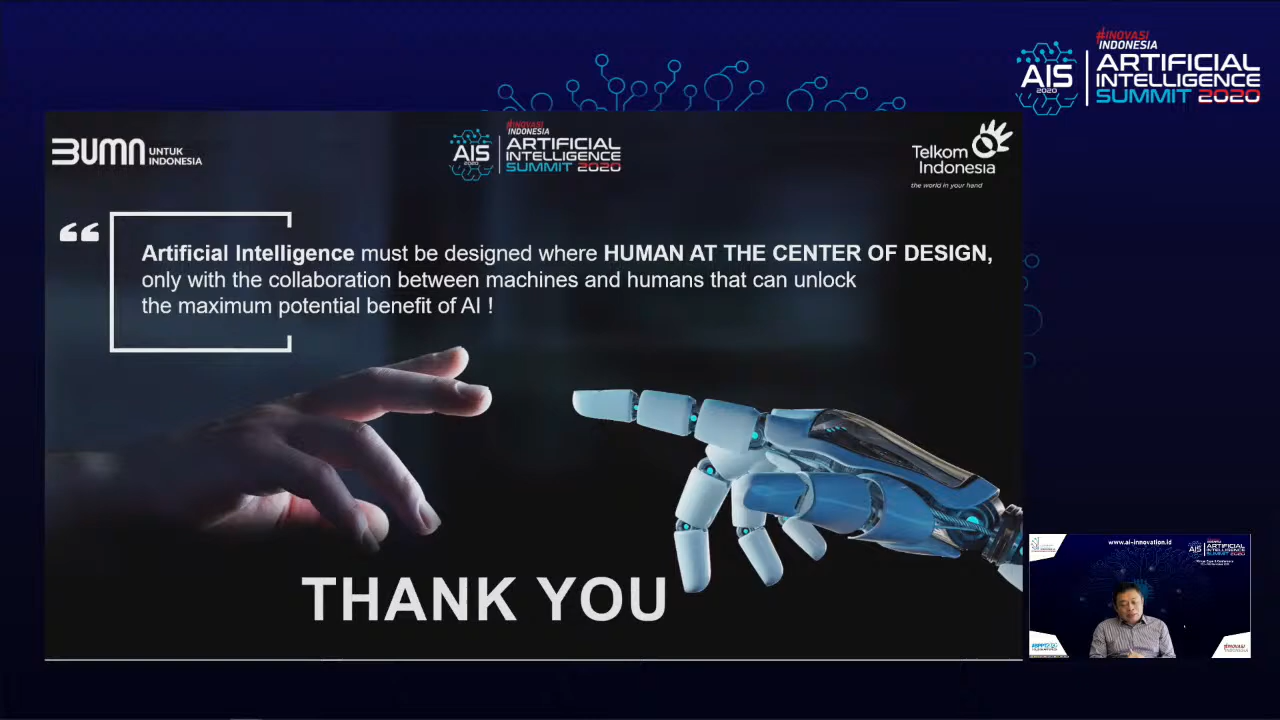 #INOVASI
INDONESIA
AIS
2020
ARTIFICIAL
INTELLIGENCE
SUMMIT 2020
BUMN
UNTUK
INDONESIA
#INOVASI
INDONESIA
AIS
2020
ARTIFICIAL
INTELLIGENCE
SUMMIT 2020
Telkom
Indonesia
the world in your hand
“
Artificial Intelligence must be designed where HUMAN AT THE CENTER OF DESIGN,
only with the collaboration between machines and humans that can unlock
the maximum potential benefit of AI !
THANK YOU
www.ai-innovation.id
AIS
ARTIFICIAL
INTELLIGENCE
SUMMIT 2020
#INOVASI
INDONESIA